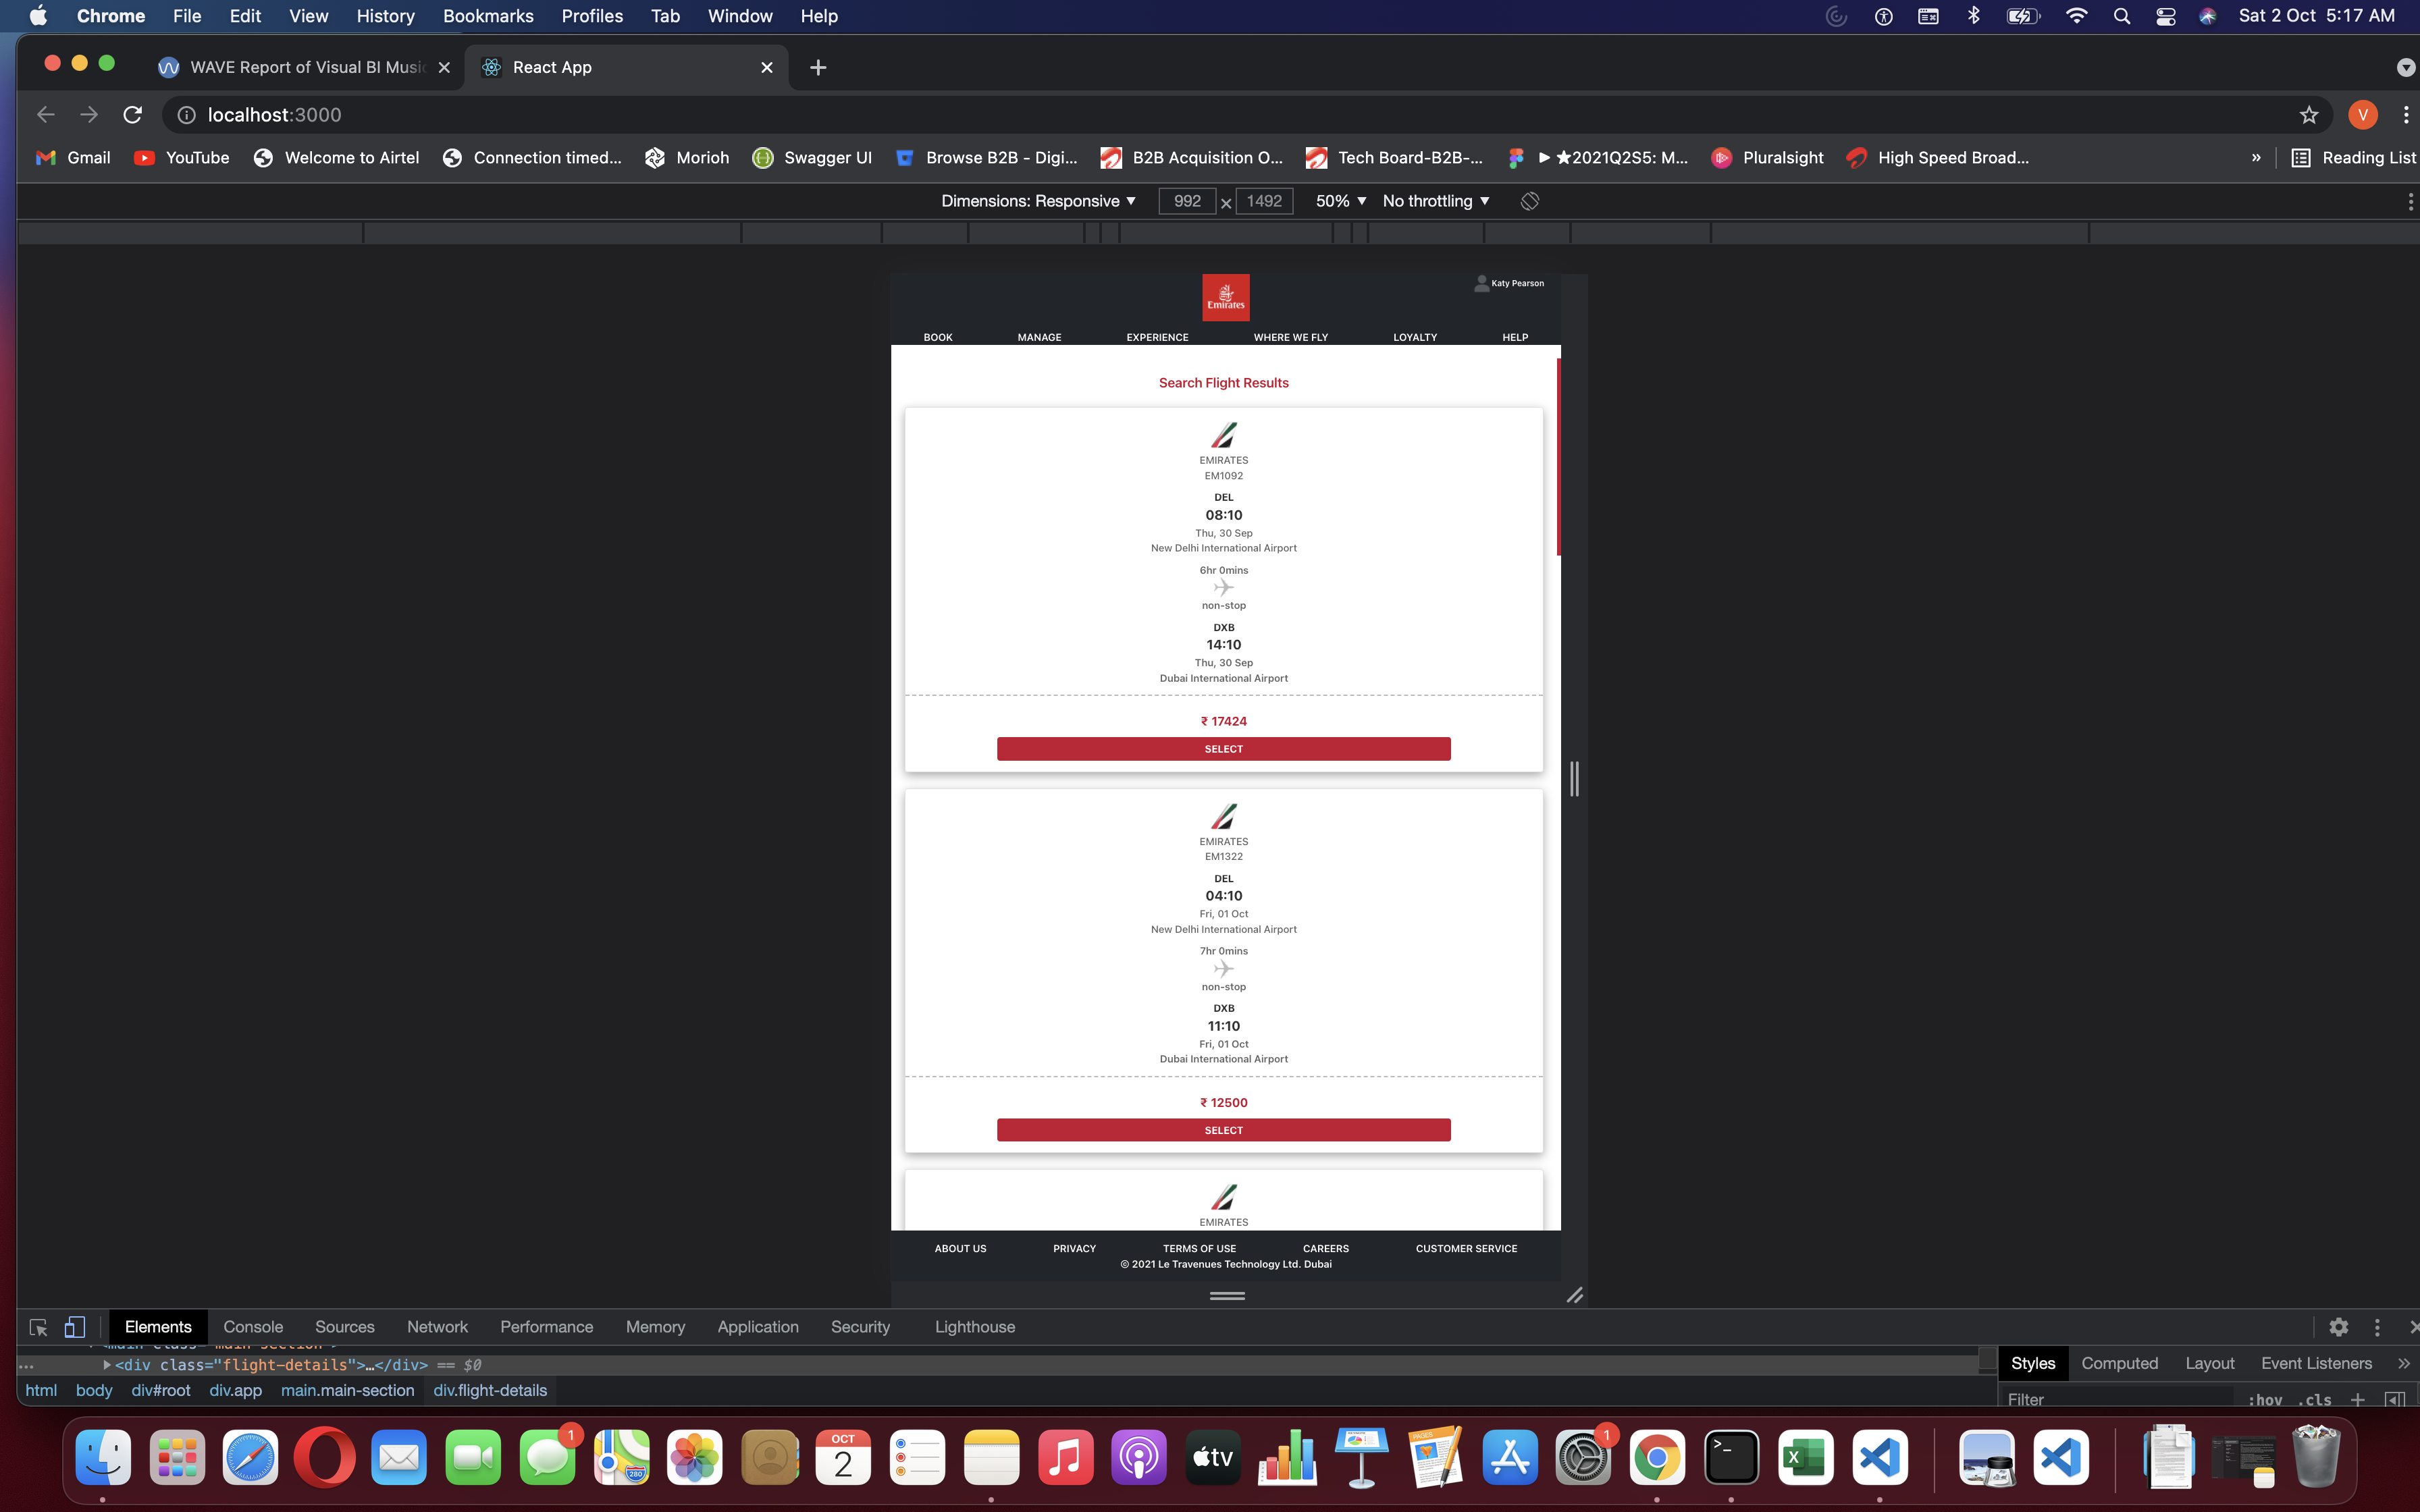 Chrome File Edit View History Bookmarks Profiles Tab Window Help Sat 2 Oct 5:17 AM
WAVE Report of Visual BI Music React App
localhost:3000 V
Gmail YouTube Welcome to Airtel Connection timed... Morioh Swagger UI Browse B2B - Digi... B2B Acquisition O... Tech Board-B2B-... ▶ ★2021Q2S5: M... Pluralsight High Speed Broad... » Reading List
Dimensions: Responsive ▼ 992 × 1492 50% ▼ No throttling ▼
Emirates
Katy Pearson
BOOK MANAGE EXPERIENCE WHERE WE FLY LOYALTY HELP
Search Flight Results
EMIRATES
EM1092
DEL
08:10
Thu, 30 Sep
New Delhi International Airport
6hr 0mins
non-stop
DXB
14:10
Thu, 30 Sep
Dubai International Airport
₹ 17424
SELECT
EMIRATES
EM1322
DEL
04:10
Fri, 01 Oct
New Delhi International Airport
7hr 0mins
non-stop
DXB
11:10
Fri, 01 Oct
Dubai International Airport
₹ 12500
SELECT
EMIRATES
ABOUT US PRIVACY TERMS OF USE CAREERS CUSTOMER SERVICE
© 2021 Le Travenues Technology Ltd. Dubai
Elements Console Sources Network Performance Memory Application Security Lighthouse
<main class="main-section">
... ▶<div class="flight-details">…</div> == $0
Styles Computed Layout Event Listeners »
html body div#root div.app main.main-section div.flight-details
Filter :hov .cls +
1 280 OCT 2 tv PAGES 1 >_ X